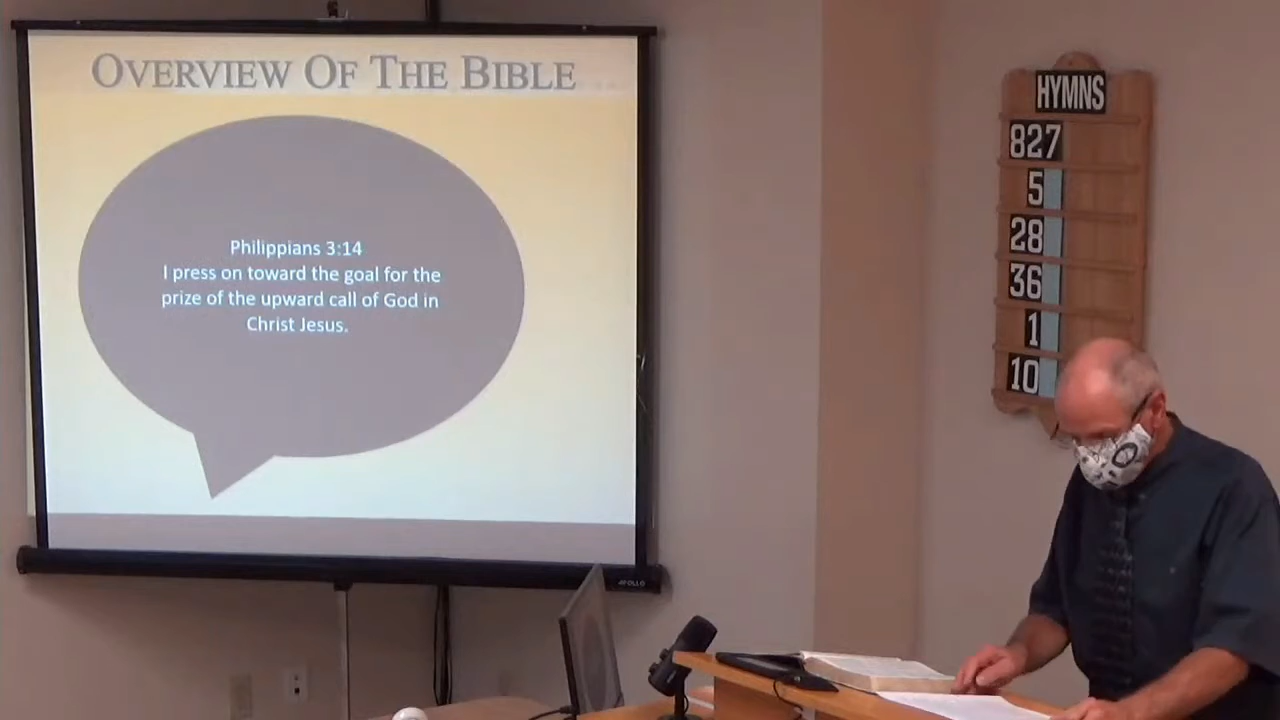 OVERVIEW OF THE BIBLE
Philippians 3:14
I press on toward the goal for the
prize of the upward call of God in
Christ Jesus.
HYMNS
827
5
28
36
1
10
APOLLO